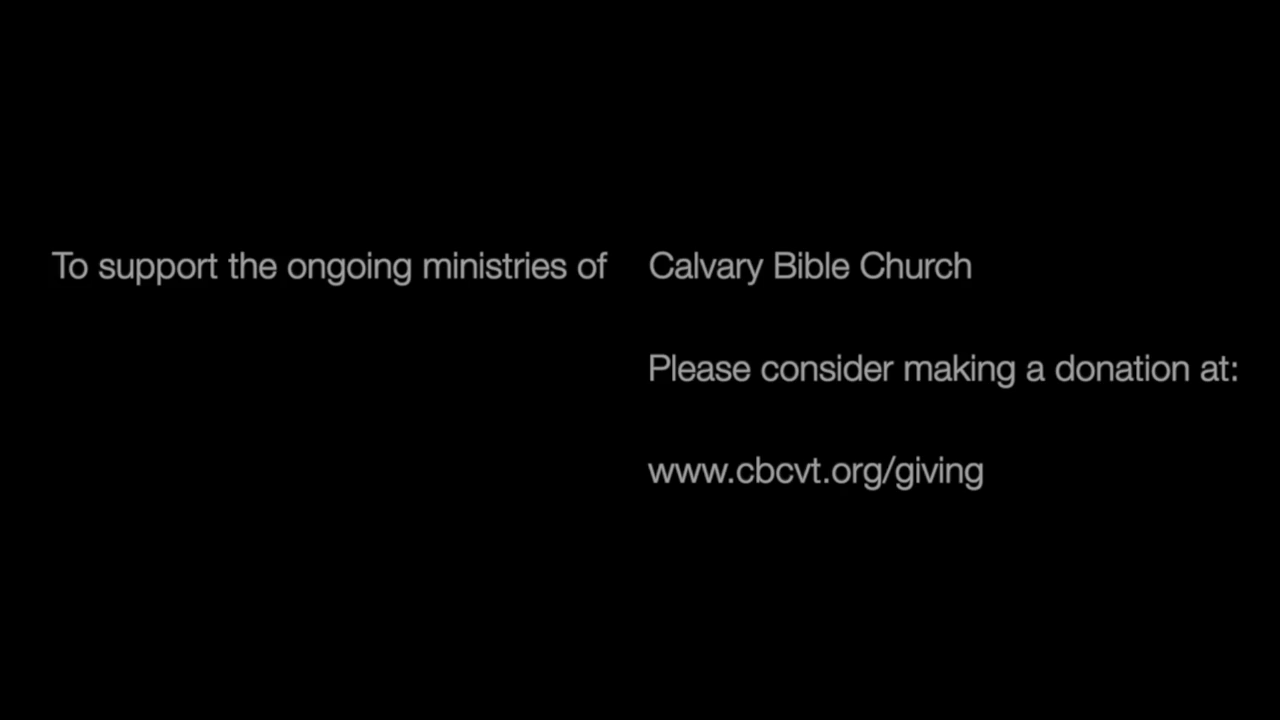 To support the ongoing ministries of Calvary Bible Church
Please consider making a donation at:
www.cbcvt.org/giving